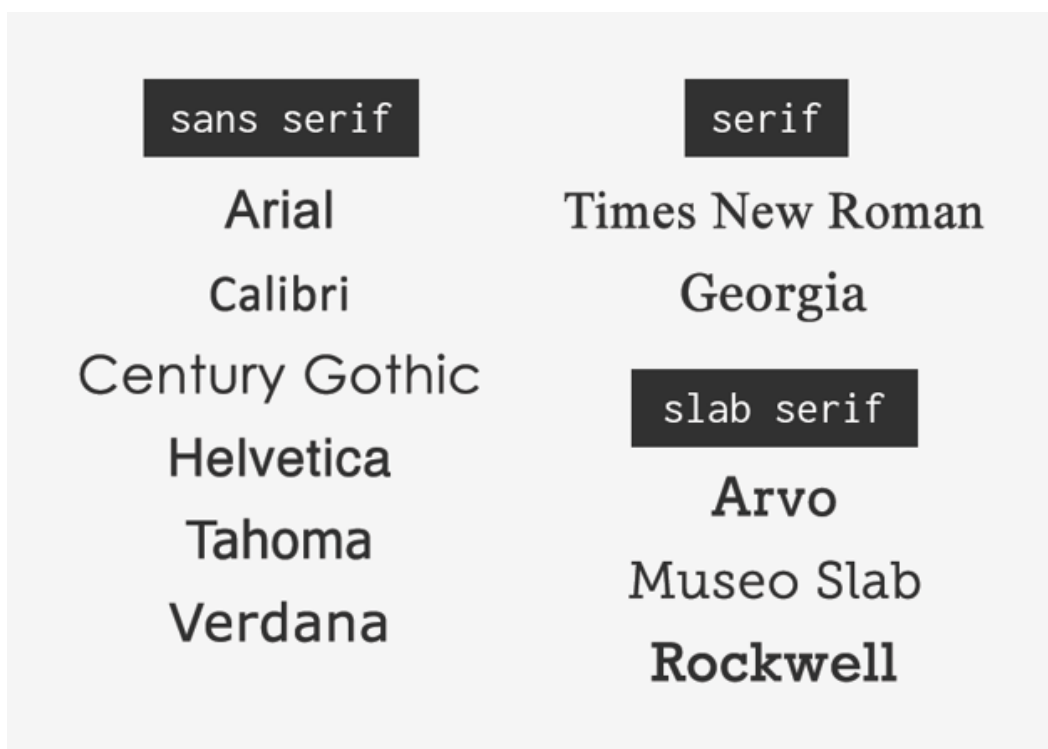 sans serif
Arial
Calibri
Century Gothic
Helvetica
Tahoma
Verdana
serif
Times New Roman
Georgia
slab serif
Arvo
Museo Slab
Rockwell